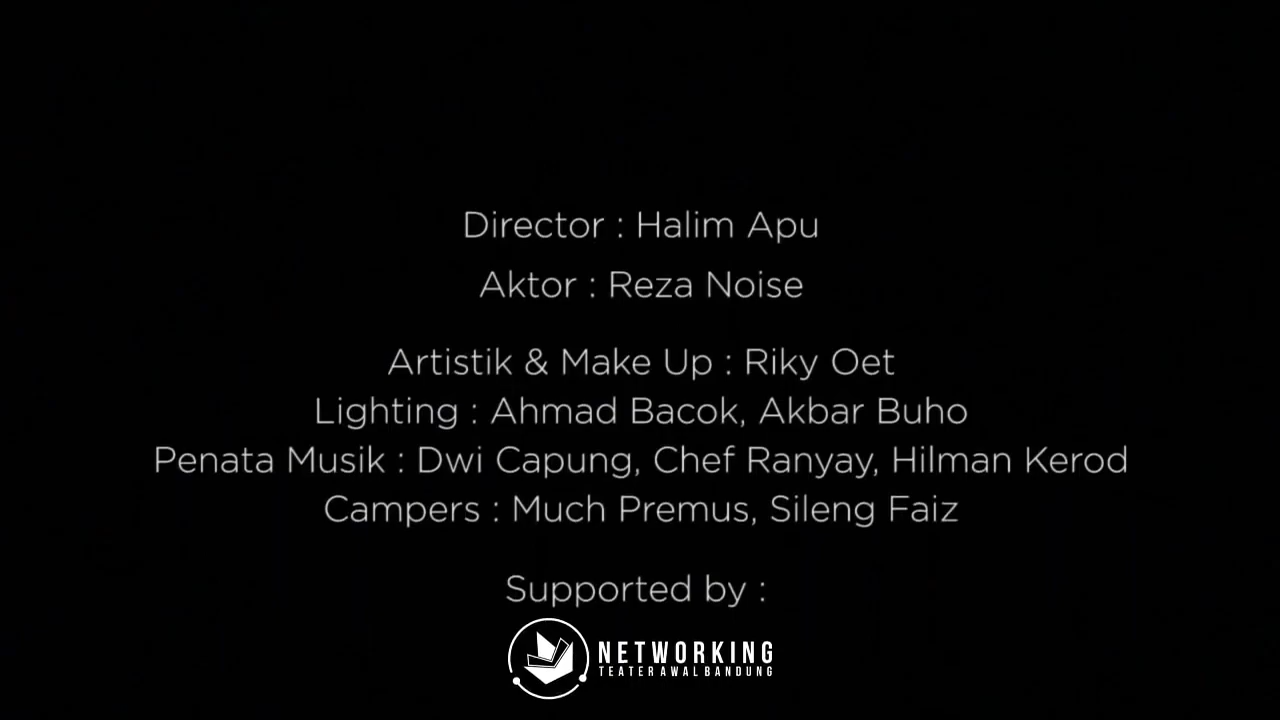 Director : Halim Apu
Aktor : Reza Noise
Artistik & Make Up : Riky Oet
Lighting : Ahmad Bacok, Akbar Buho
Penata Musik : Dwi Capung, Chef Ranyay, Hilman Kerod
Campers : Much Premus, Sileng Faiz
Supported by :
NETWORKING
TEATER AWAL BANDUNG